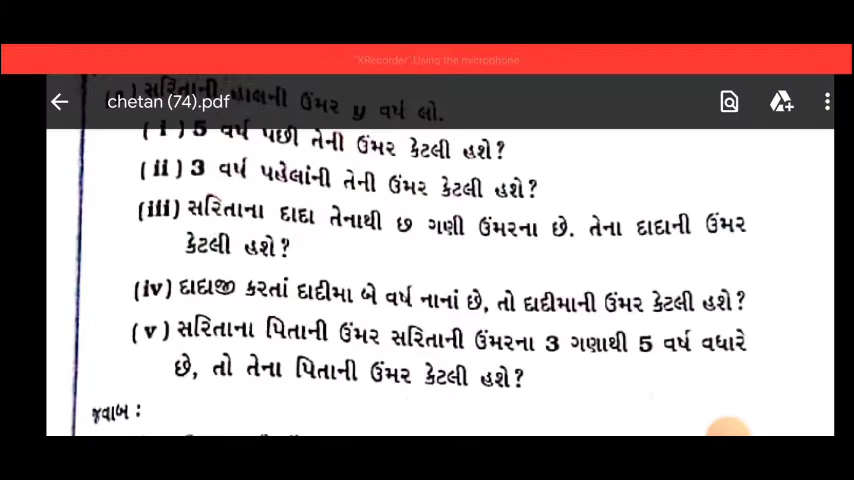 "XRecorder".Using the microphone
સરિતાની હાલની ઉંમર y વર્ષ લો.
chetan (74).pdf
(i) 5 વર્ષ પછી તેની ઉંમર કેટલી હશે?
(ii) 3 વર્ષ પહેલાંની તેની ઉંમર કેટલી હશે?
(iii) સરિતાના દાદા તેનાથી છ ગણી ઉંમરના છે. તેના દાદાની ઉંમર
કેટલી હશે?
(iv) દાદાજી કરતાં દાદીમા બે વર્ષ નાનાં છે, તો દાદીમાની ઉંમર કેટલી હશે?
(v) સરિતાના પિતાની ઉંમર સરિતાની ઉંમરના 3 ગણાથી 5 વર્ષ વધારે
છે, તો તેના પિતાની ઉંમર કેટલી હશે?
જવાબ :